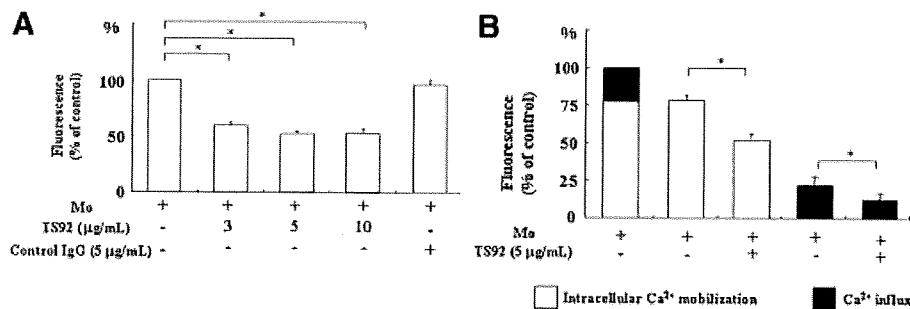 A
%
* 
*
*
Fluorescence
(% of control)
100
50
0
Mo + + + + +
TS92 (µg/mL) - 3 5 10 -
Control IgG (5 µg/mL) - - - - +
B
%
*
*
Fluorescence
(% of control)
100
75
50
25
0
Mo + + + + +
TS92 (5 µg/mL) - - + - +
Intracellular Ca²⁺ mobilization
Ca²⁺ influx